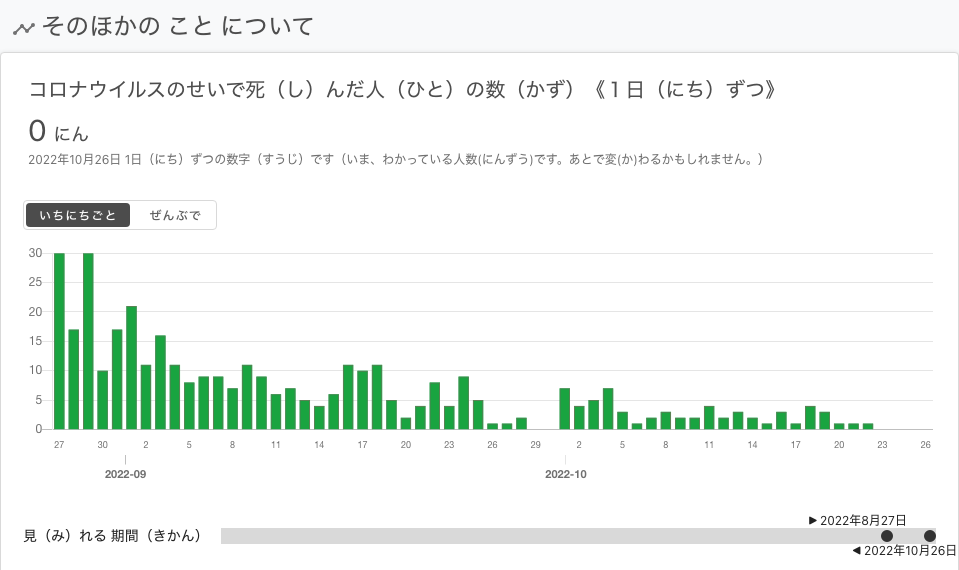 そのほかの こと について
コロナウイルスのせいで死（し）んだ人（ひと）の数（かず）《１日（にち）ずつ》
0 にん
2022年10月26日 1日（にち）ずつの数字（すうじ）です（いま、わかっている人数(にんずう)です。あとで変(か)わるかもしれません。）
いちにちごと ぜんぶで
30
25
20
15
10
5
0
27 30 2 5 8 11 14 17 20 23 26 29 2 5 8 11 14 17 20 23 26
2022-09 2022-10
▶ 2022年8月27日
見（み）れる 期間（きかん）
◀ 2022年10月26日